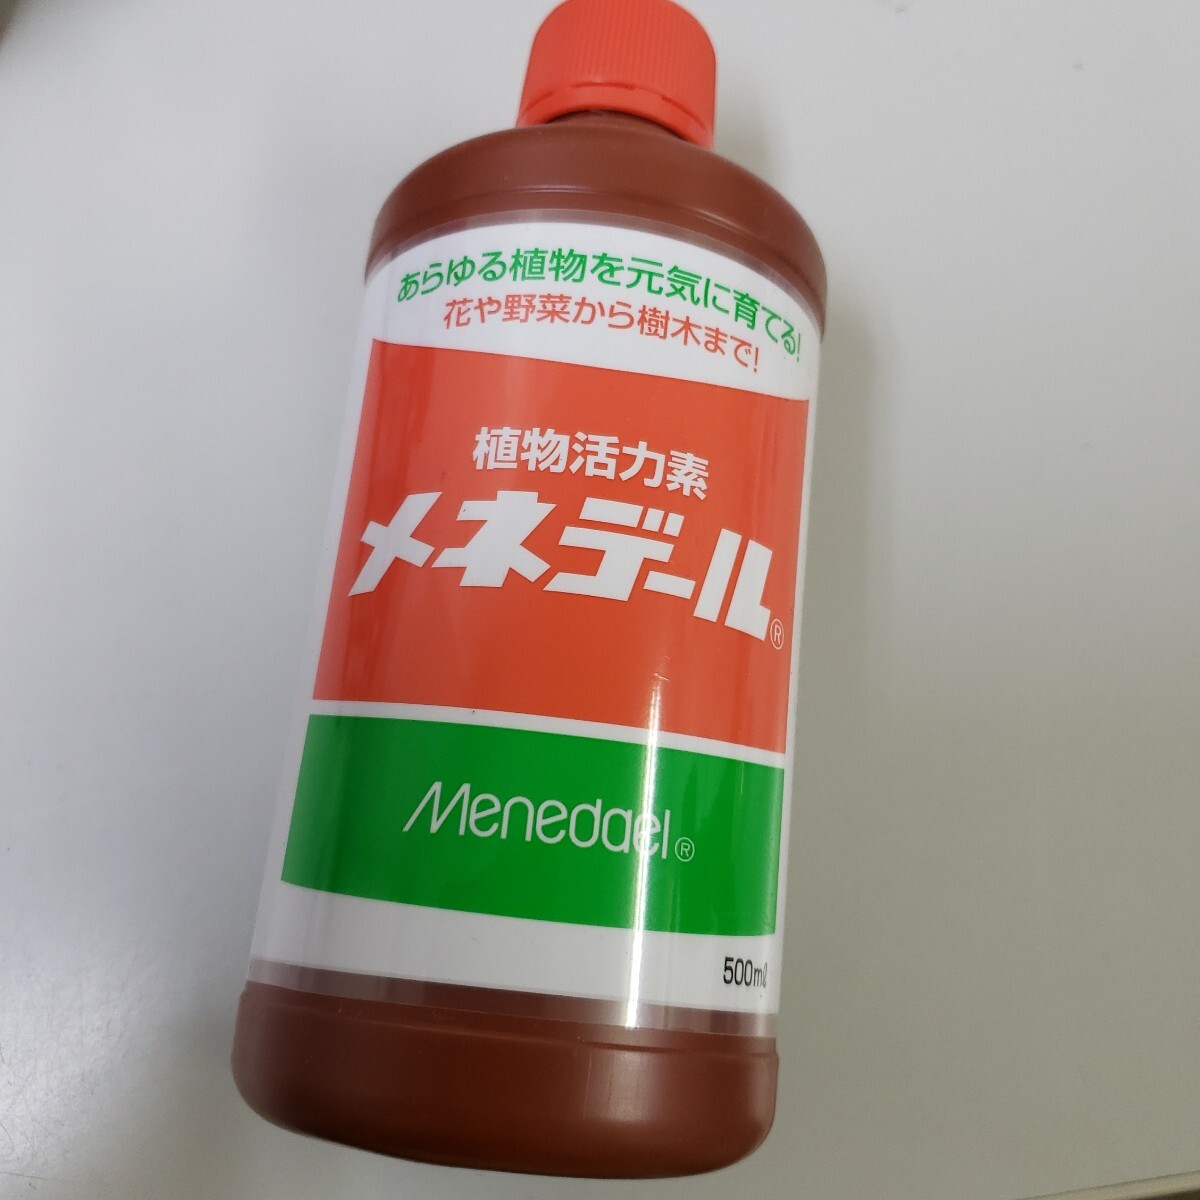 あらゆる植物を元気に育てる!
花や野菜から樹木まで!
植物活力素
メネデール®
Menedael®
500mℓ